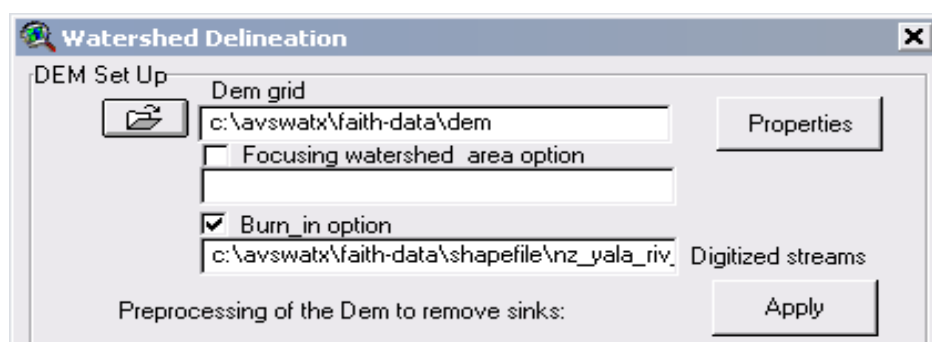 Watershed Delineation
DEM Set Up
Dem grid
c:\avswatx\faith-data\dem
Properties
Focusing watershed area option
Burn_in option
c:\avswatx\faith-data\shapefile\nz_yala_riv_
Digitized streams
Preprocessing of the Dem to remove sinks:
Apply